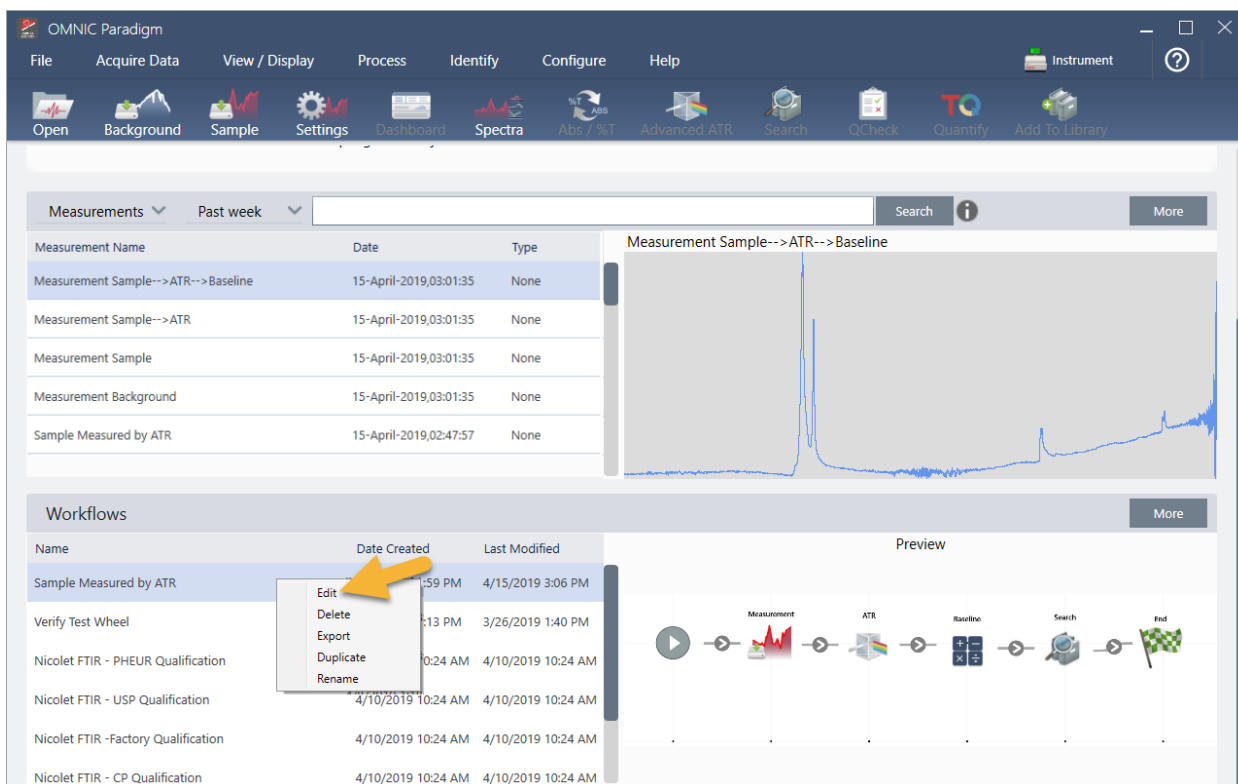 OMNIC Paradigm
File Acquire Data View / Display Process Identify Configure Help Instrument
Open Background Sample Settings Dashboard Spectra Abs / %T Advanced ATR Search QCheck Quantify Add To Library
%T ABS
TQ
Measurements Past week Search More
Measurement Name Date Type
Measurement Sample-->ATR-->Baseline 15-April-2019,03:01:35 None
Measurement Sample-->ATR 15-April-2019,03:01:35 None
Measurement Sample 15-April-2019,03:01:35 None
Measurement Background 15-April-2019,03:01:35 None
Sample Measured by ATR 15-April-2019,02:47:57 None
Measurement Sample-->ATR-->Baseline
Workflows More
Name Date Created Last Modified
Sample Measured by ATR :59 PM 4/15/2019 3:06 PM
Verify Test Wheel :13 PM 3/26/2019 1:40 PM
Nicolet FTIR - PHEUR Qualification 0:24 AM 4/10/2019 10:24 AM
Nicolet FTIR - USP Qualification 4/10/2019 10:24 AM 4/10/2019 10:24 AM
Nicolet FTIR -Factory Qualification 4/10/2019 10:24 AM 4/10/2019 10:24 AM
Nicolet FTIR - CP Qualification 4/10/2019 10:24 AM 4/10/2019 10:24 AM
Edit
Delete
Export
Duplicate
Rename
Preview
Measurement ATR Baseline Search End